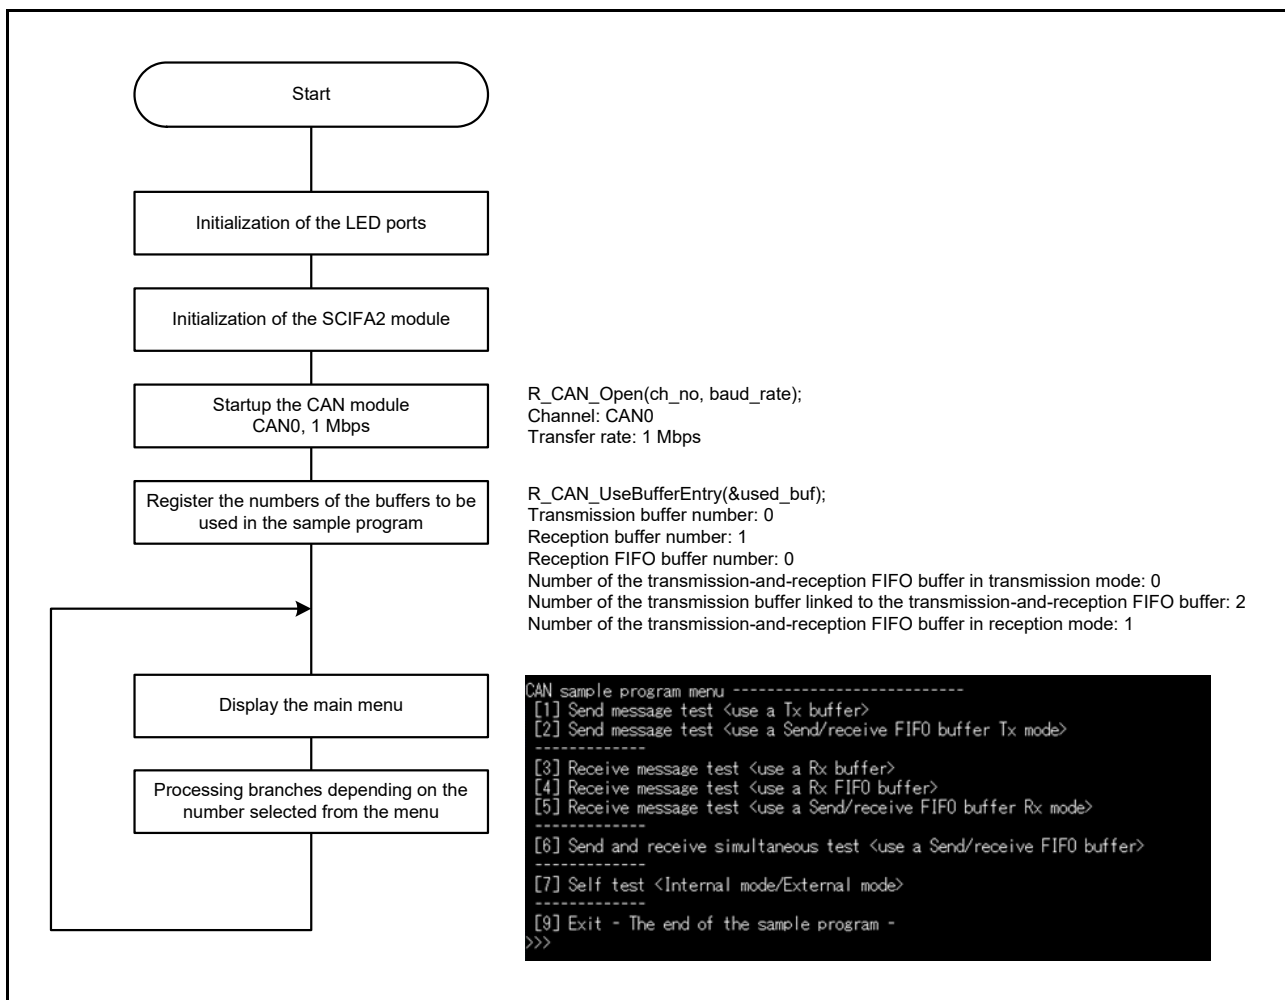 Start
Initialization of the LED ports
Initialization of the SCIFA2 module
Startup the CAN module
CAN0, 1 Mbps
R_CAN_Open(ch_no, baud_rate);
Channel: CAN0
Transfer rate: 1 Mbps
Register the numbers of the buffers to be
used in the sample program
R_CAN_UseBufferEntry(&used_buf);
Transmission buffer number: 0
Reception buffer number: 1
Reception FIFO buffer number: 0
Number of the transmission-and-reception FIFO buffer in transmission mode: 0
Number of the transmission buffer linked to the transmission-and-reception FIFO buffer: 2
Number of the transmission-and-reception FIFO buffer in reception mode: 1
Display the main menu
Processing branches depending on the
number selected from the menu
CAN sample program menu ---------------------------
[1] Send message test <use a Tx buffer>
[2] Send message test <use a Send/receive FIFO buffer Tx mode>
-------------
[3] Receive message test <use a Rx buffer>
[4] Receive message test <use a Rx FIFO buffer>
[5] Receive message test <use a Send/receive FIFO buffer Rx mode>
-------------
[6] Send and receive simultaneous test <use a Send/receive FIFO buffer>
-------------
[7] Self test <Internal mode/External mode>
-------------
[9] Exit - The end of the sample program -
>>>